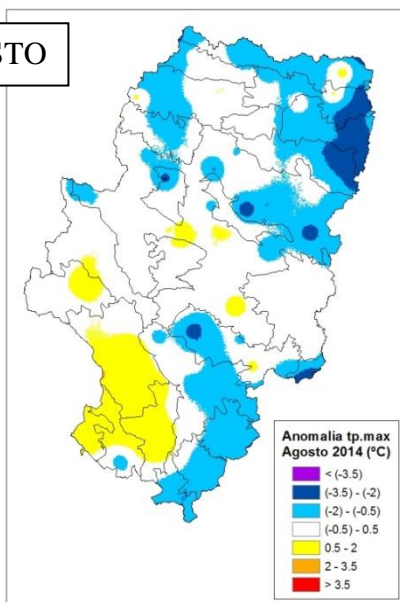 STO
Anomalia tp.max
Agosto 2014 (ºC)
< (-3.5)
(-3.5) - (-2)
(-2) - (-0.5)
(-0.5) - 0.5
0.5 - 2
2 - 3.5
> 3.5